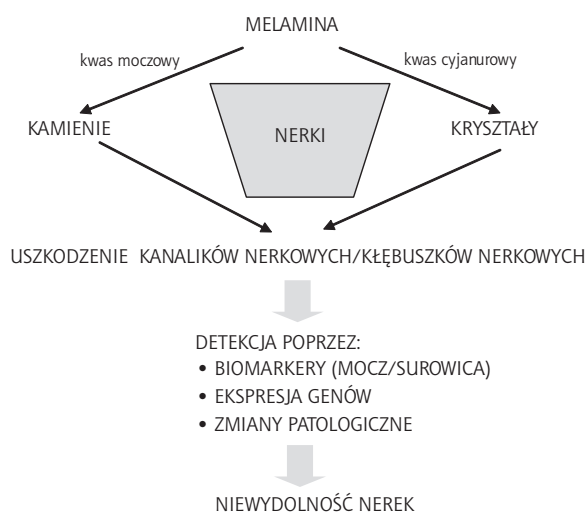 MELAMINA
kwas moczowy
kwas cyjanurowy
KAMIENIE
NERKI
KRYSZTAŁY
USZKODZENIE KANALIKÓW NERKOWYCH/KŁĘBUSZKÓW NERKOWYCH
DETEKCJA POPRZEZ:
• BIOMARKERY (MOCZ/SUROWICA)
• EKSPRESJA GENÓW
• ZMIANY PATOLOGICZNE
NIEWYDOLNOŚĆ NEREK